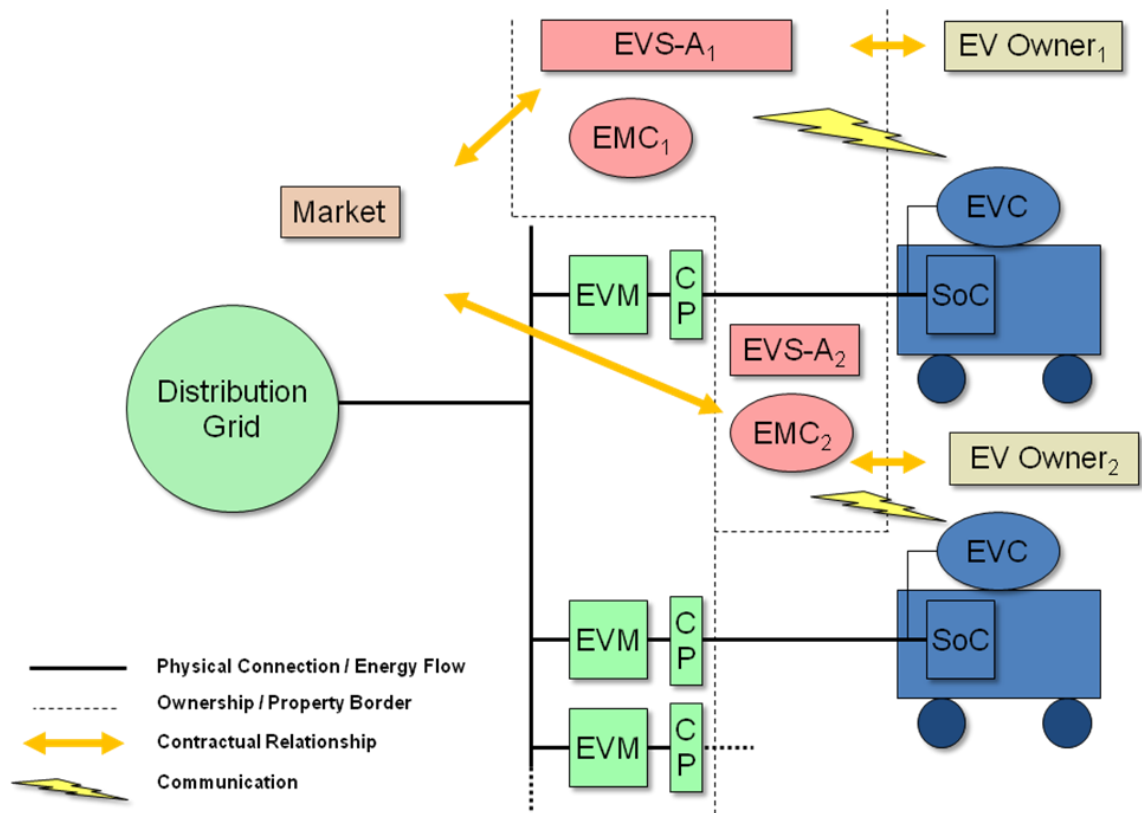 EVS-A₁
EV Owner₁
EMC₁
Market
EVC
EVM
C
P
SoC
EVS-A₂
Distribution
Grid
EMC₂
EV Owner₂
EVC
EVM
C
P
SoC
Physical Connection / Energy Flow
Ownership / Property Border
EVM
C
P
Contractual Relationship
Communication